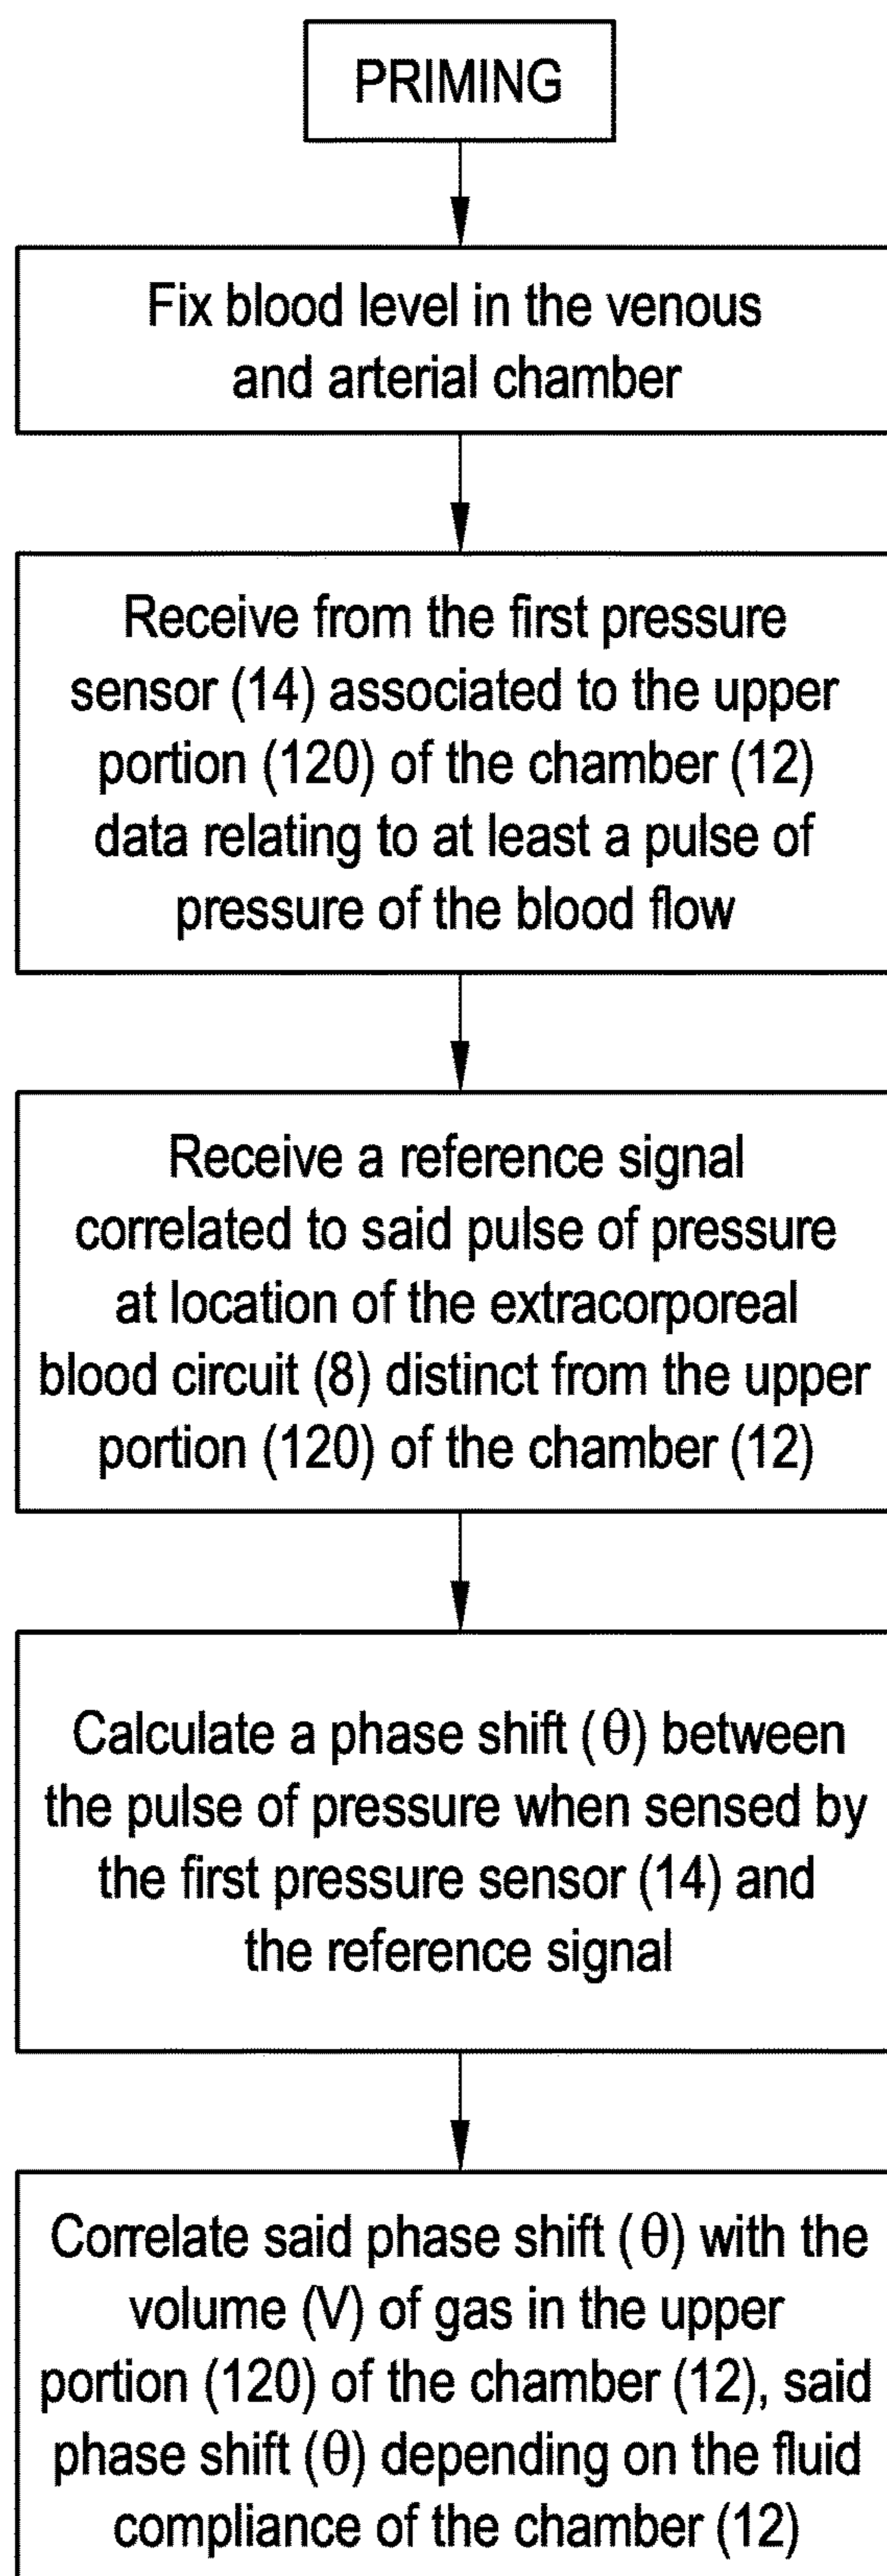 PRIMING
Fix blood level in the venous
and arterial chamber
Receive from the first pressure
sensor (14) associated to the upper
portion (120) of the chamber (12)
data relating to at least a pulse of
pressure of the blood flow
Receive a reference signal
correlated to said pulse of pressure
at location of the extracorporeal
blood circuit (8) distinct from the upper
portion (120) of the chamber (12)
Calculate a phase shift (θ) between
the pulse of pressure when sensed by
the first pressure sensor (14) and
the reference signal
Correlate said phase shift (θ) with the
volume (V) of gas in the upper
portion (120) of the chamber (12), said
phase shift (θ) depending on the fluid
compliance of the chamber (12)